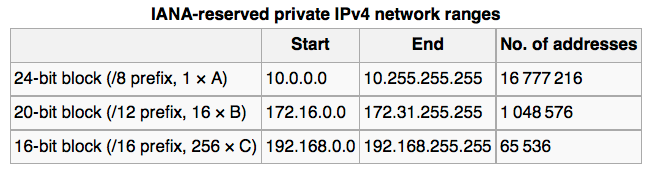 IANA-reserved private IPv4 network ranges
Start End No. of addresses
24-bit block (/8 prefix, 1 × A) 10.0.0.0 10.255.255.255 16 777 216
20-bit block (/12 prefix, 16 × B) 172.16.0.0 172.31.255.255 1 048 576
16-bit block (/16 prefix, 256 × C) 192.168.0.0 192.168.255.255 65 536